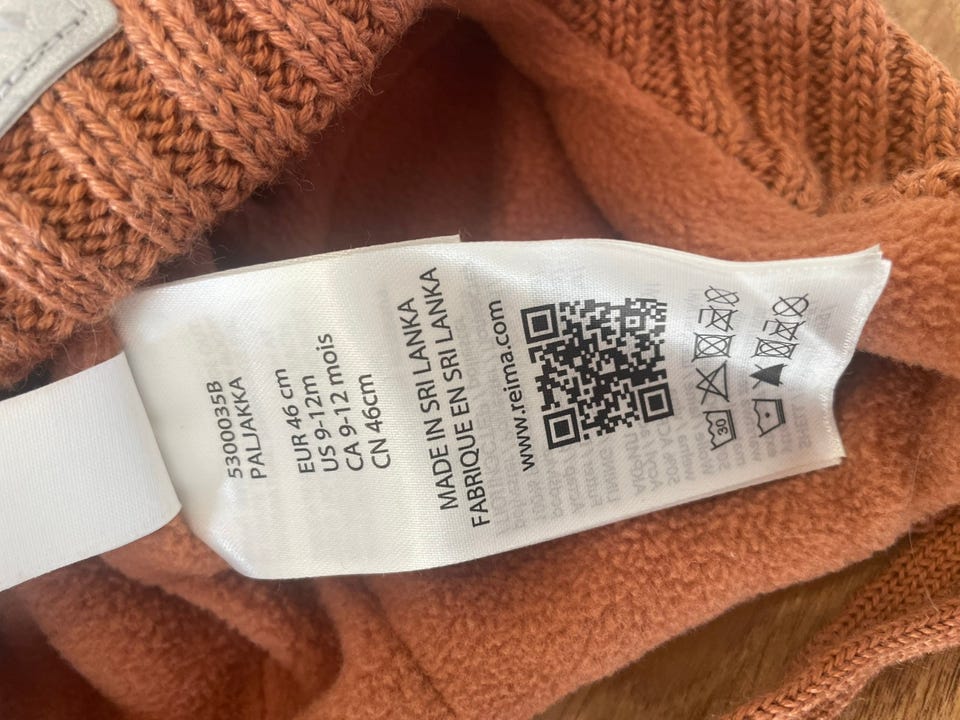 5300035B
PALJAKKA
EUR 46 cm
US 9-12m
CA 9-12 mois
CN 46cm
MADE IN SRI LANKA
FABRIQUE EN SRI LANKA
www.reima.com
30